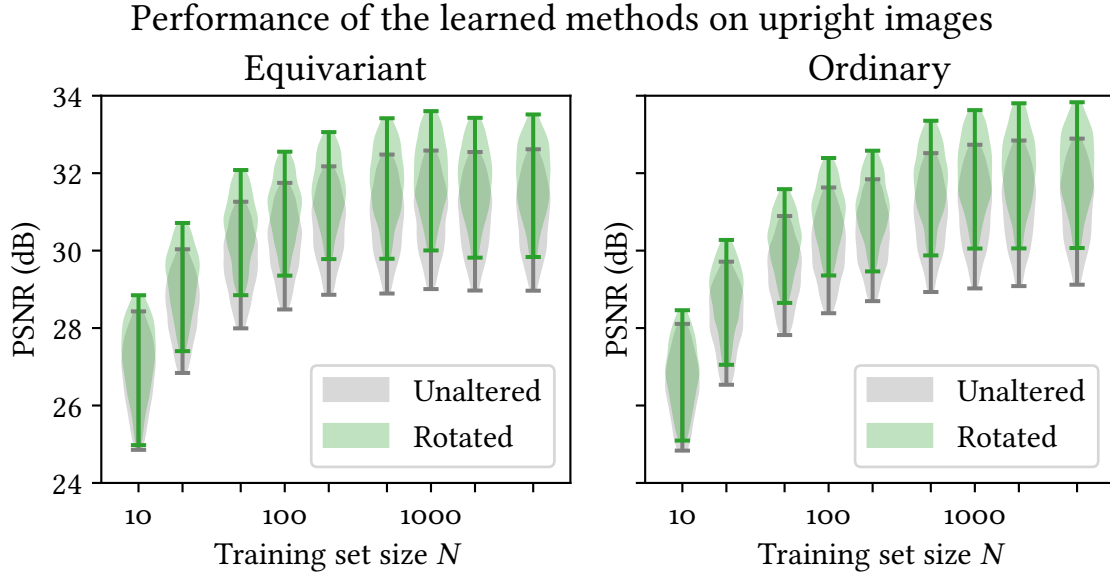 Performance of the learned methods on upright images
Equivariant
34
32
30
28
26
24
PSNR (dB)
10
100
1000
Training set size N
Unaltered
Rotated
Ordinary
PSNR (dB)
10
100
1000
Training set size N
Unaltered
Rotated